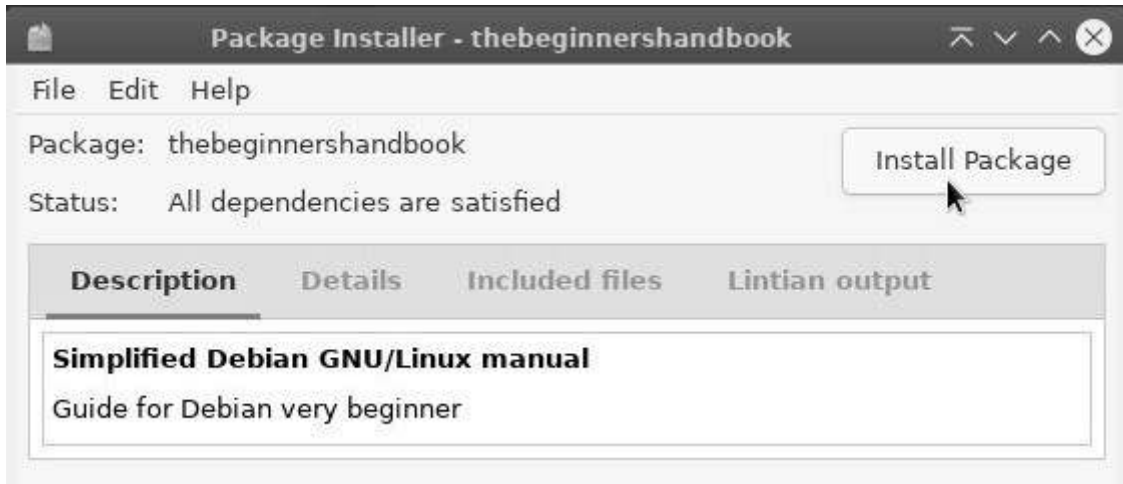 Package Installer - thebeginnershandbook
File Edit Help
Package: thebeginnershandbook
Install Package
Status: All dependencies are satisfied
Description Details Included files Lintian output
Simplified Debian GNU/Linux manual
Guide for Debian very beginner